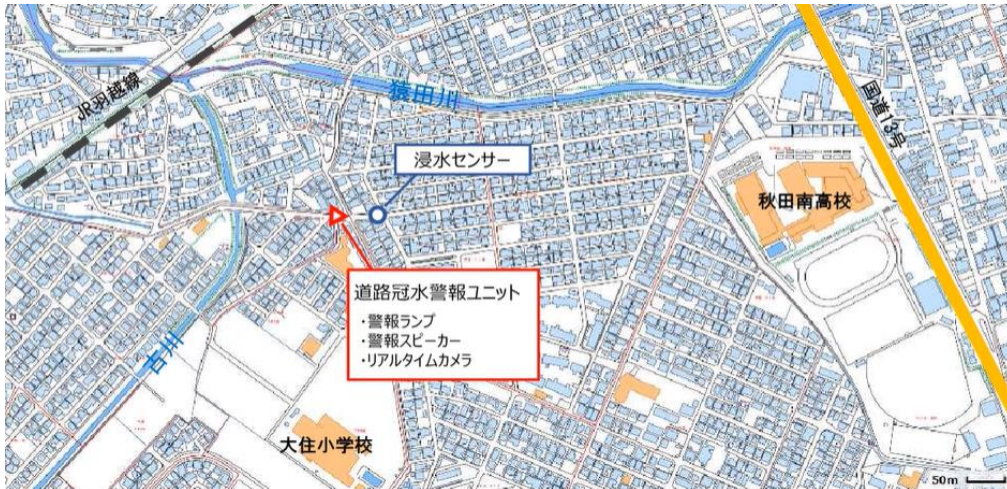 JR羽越線
猿田川
国道13号
浸水センサー
秋田南高校
道路冠水警報ユニット
・警報ランプ
・警報スピーカー
・リアルタイムカメラ
古川
大住小学校
50m